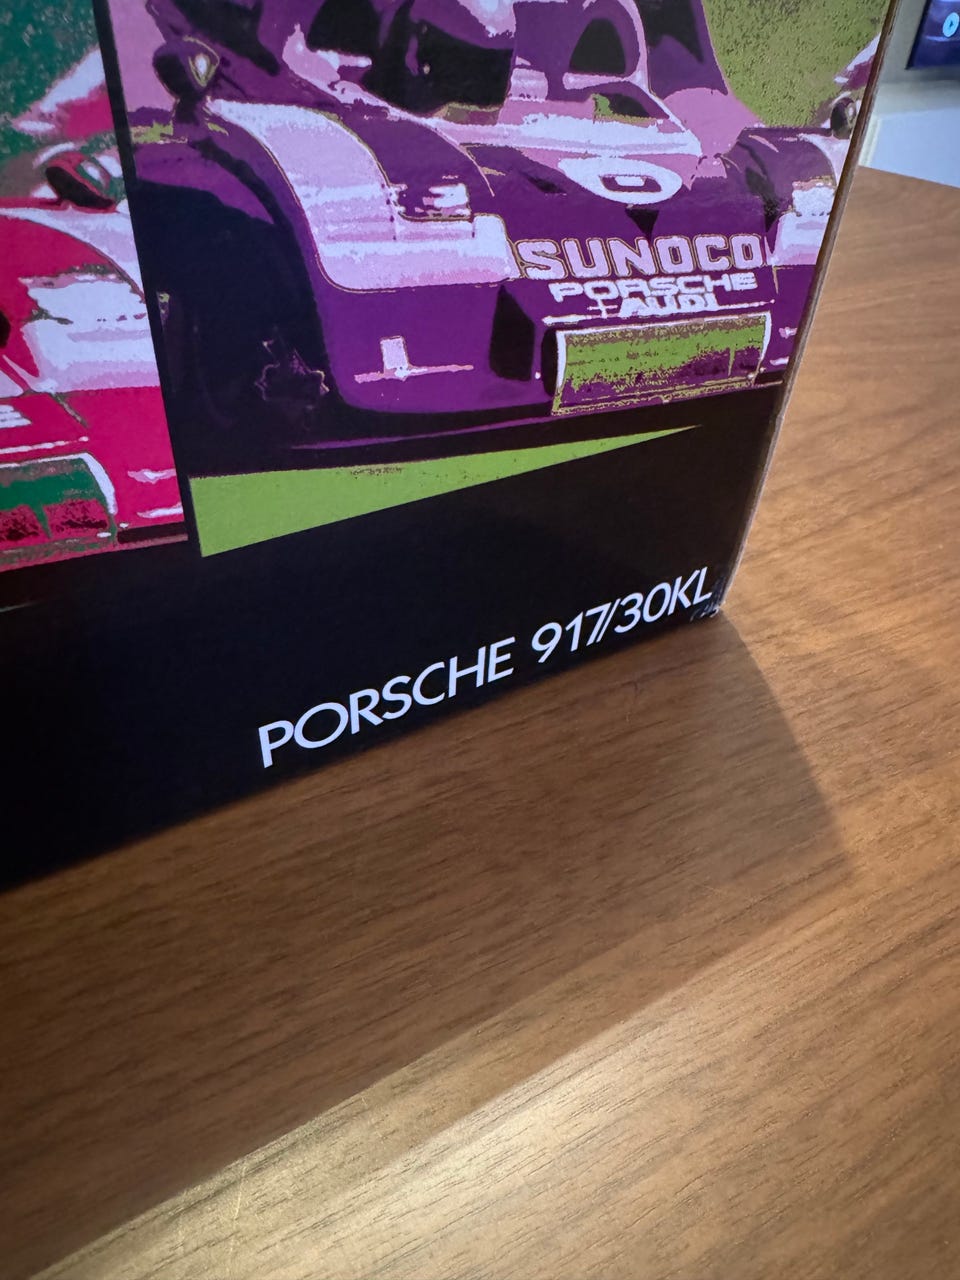 SUNOCO
PORSCHE
+AUDI
PORSCHE 917/30KL